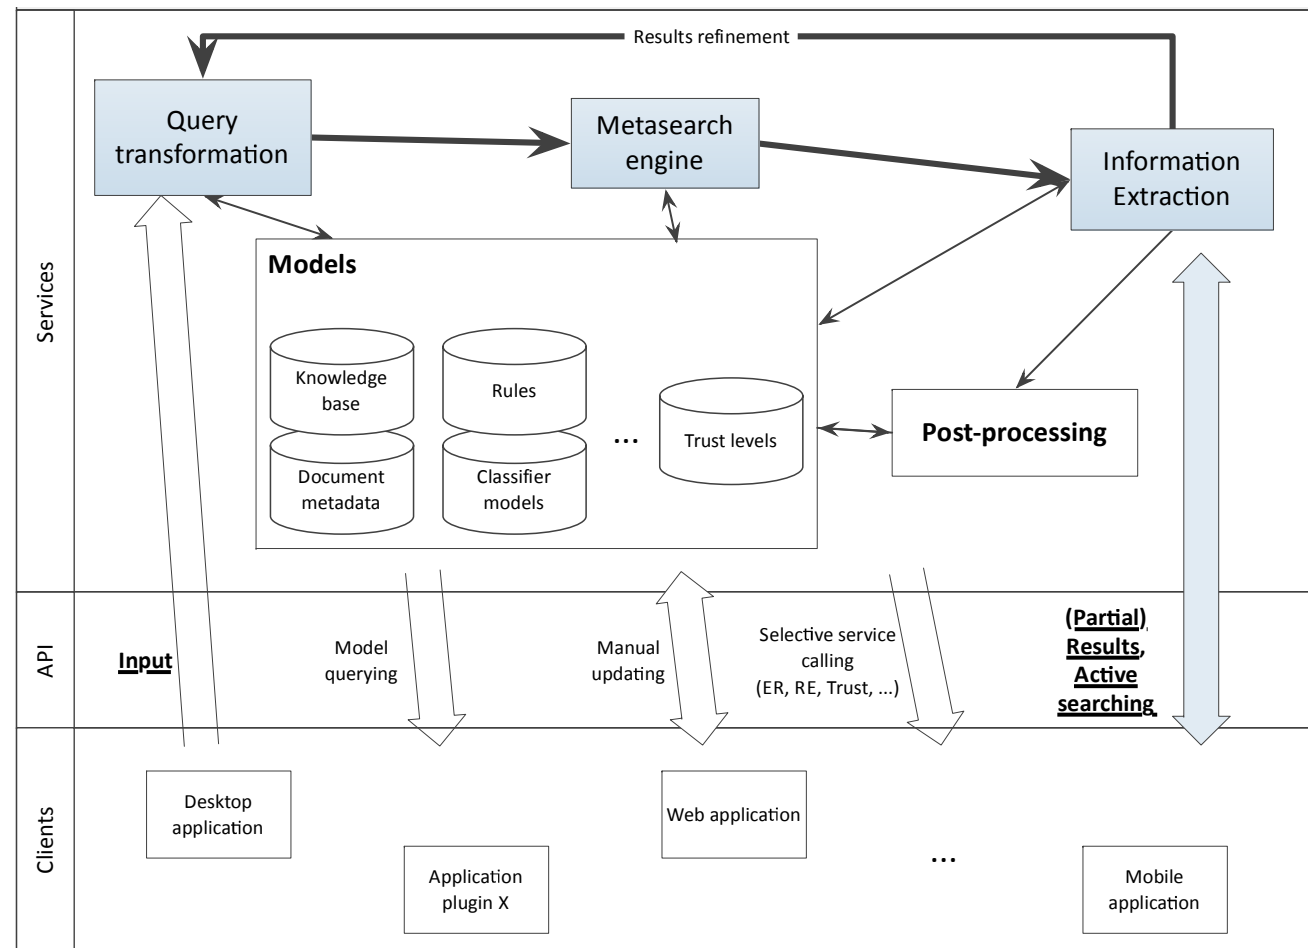 Results refinement
Query
transformation
Metasearch
engine
Information
Extraction
Services
Models
Knowledge
base
Rules
Document
metadata
Classifier
models
...
Trust levels
Post-processing
API
Input
Model
querying
Manual
updating
Selective service
calling
(ER, RE, Trust, ...)
(Partial)
Results,
Active
searching
Clients
Desktop
application
Application
plugin X
Web application
...
Mobile
application